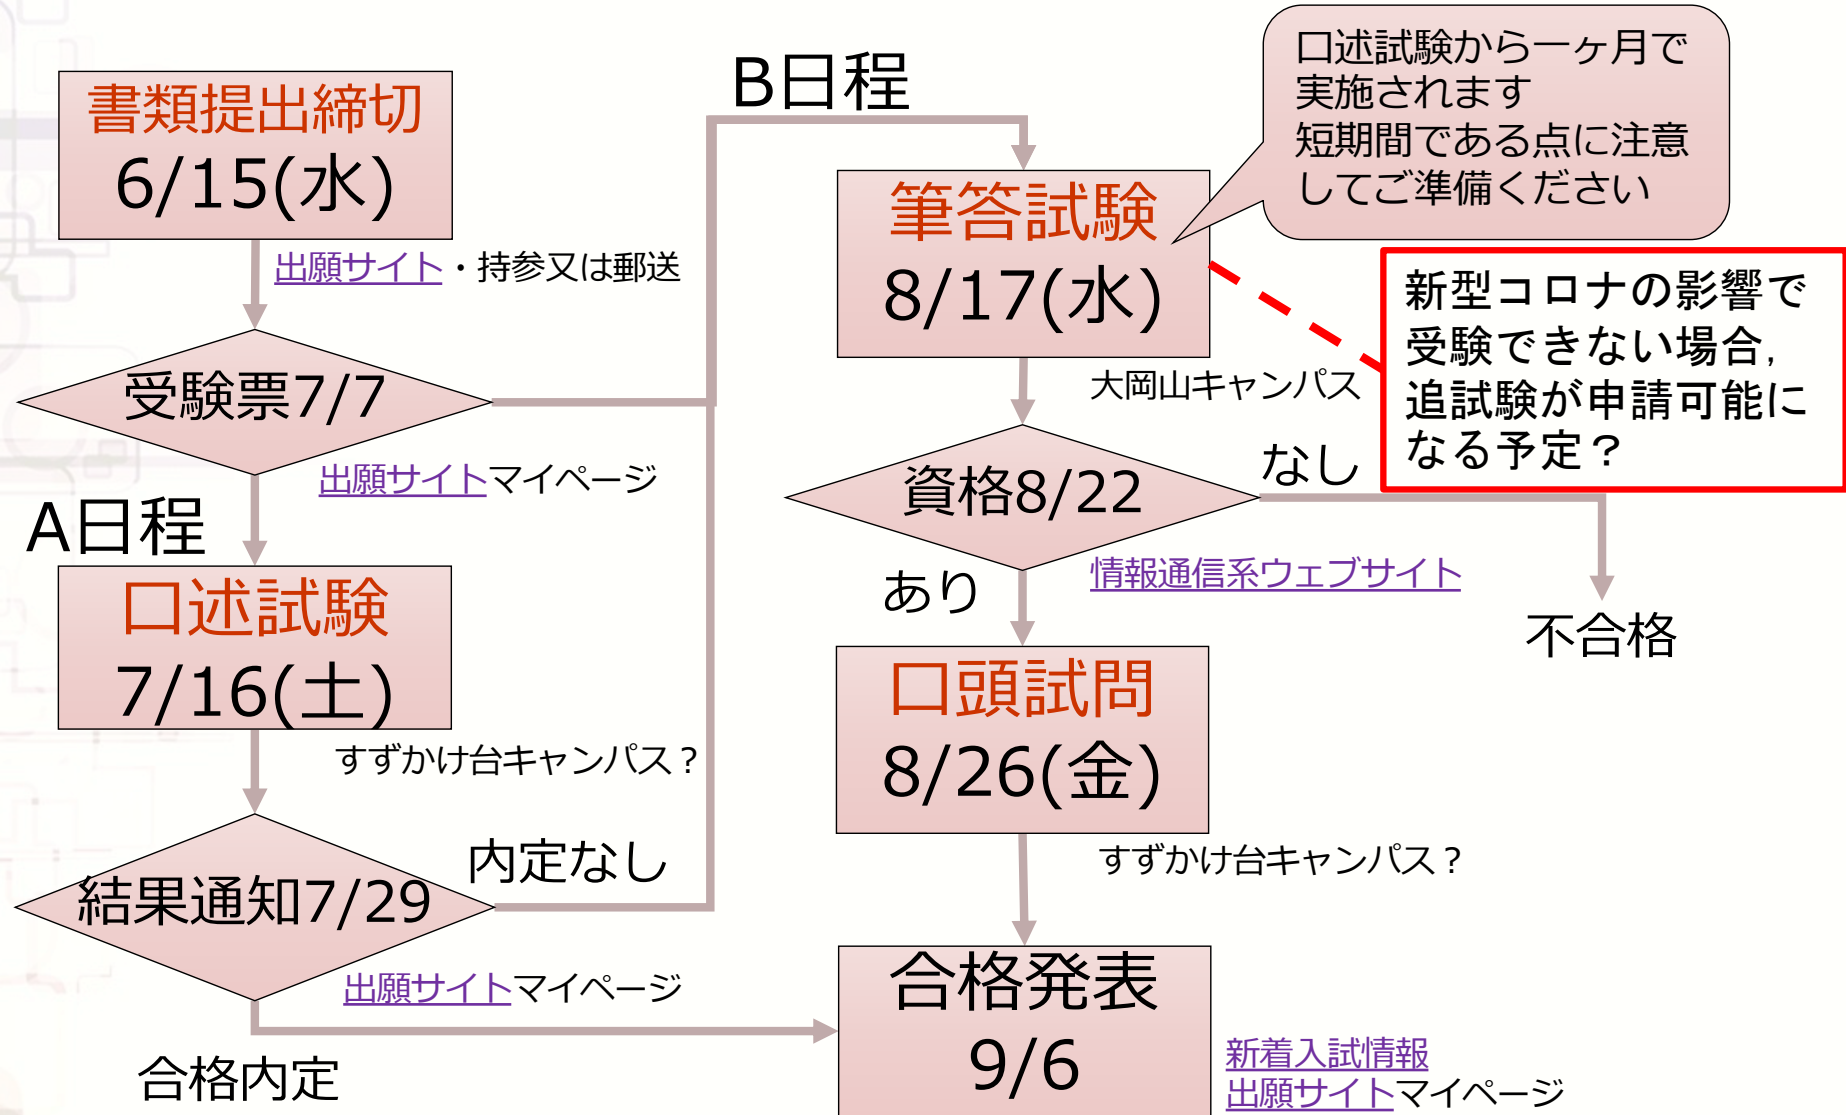 書類提出締切
6/15(水)
出願サイト・持参又は郵送
受験票7/7
出願サイトマイページ
A日程
口述試験
7/16(土)
すずかけ台キャンパス？
結果通知7/29
内定なし
出願サイトマイページ
合格内定
B日程
口述試験から一ヶ月で
実施されます
短期間である点に注意
してご準備ください
筆答試験
8/17(水)
大岡山キャンパス
新型コロナの影響で
受験できない場合,
追試験が申請可能に
なる予定？
資格8/22
なし
情報通信系ウェブサイト
あり
不合格
口頭試問
8/26(金)
すずかけ台キャンパス？
合格発表
9/6
新着入試情報
出願サイトマイページ